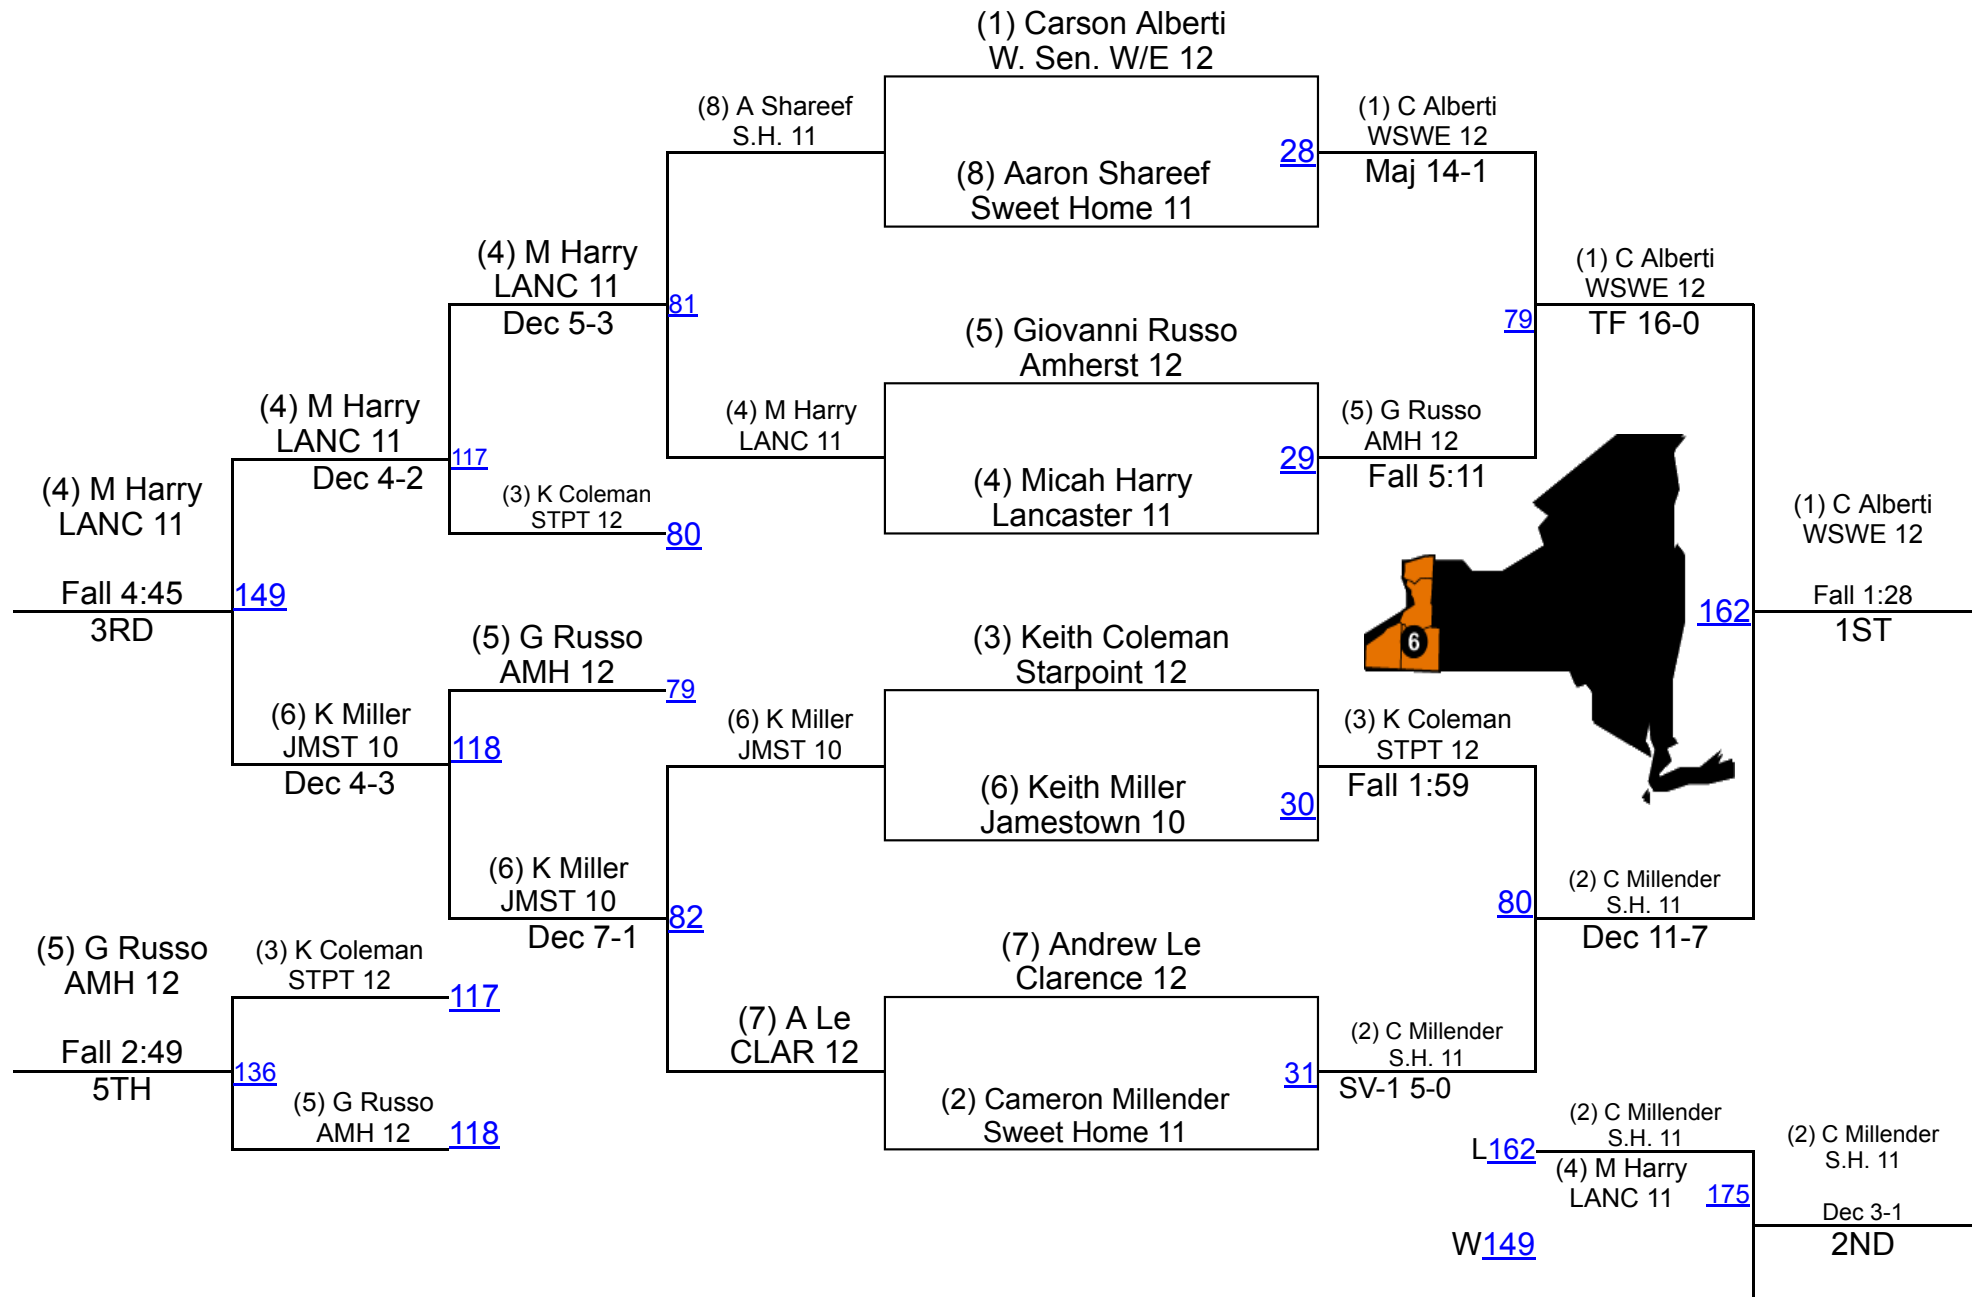 (1) Carson Alberti
W. Sen. W/E 12
(8) A Shareef
S.H. 11
28
(1) C Alberti
WSWE 12
Maj 14-1
(8) Aaron Shareef
Sweet Home 11
(4) M Harry
LANC 11
Dec 5-3
81
(1) C Alberti
WSWE 12
TF 16-0
79
(5) Giovanni Russo
Amherst 12
(4) M Harry
LANC 11
Dec 4-2
117
(4) M Harry
LANC 11
29
(5) G Russo
AMH 12
Fall 5:11
(4) Micah Harry
Lancaster 11
(4) M Harry
LANC 11
Fall 4:45
3RD
149
(3) K Coleman
STPT 12
80
(1) C Alberti
WSWE 12
Fall 1:28
1ST
162
6
(5) G Russo
AMH 12
79
(3) Keith Coleman
Starpoint 12
(6) K Miller
JMST 10
Dec 4-3
118
(6) K Miller
JMST 10
(3) K Coleman
STPT 12
Fall 1:59
(6) Keith Miller
Jamestown 10
30
(6) K Miller
JMST 10
Dec 7-1
82
80
(2) C Millender
S.H. 11
Dec 11-7
(5) G Russo
AMH 12
Fall 2:49
5TH
(3) K Coleman
STPT 12
117
136
(5) G Russo
AMH 12
118
(7) Andrew Le
Clarence 12
(7) A Le
CLAR 12
31
(2) C Millender
S.H. 11
SV-1 5-0
(2) Cameron Millender
Sweet Home 11
L162
(2) C Millender
S.H. 11
(4) M Harry
LANC 11
175
(2) C Millender
S.H. 11
Dec 3-1
2ND
W149